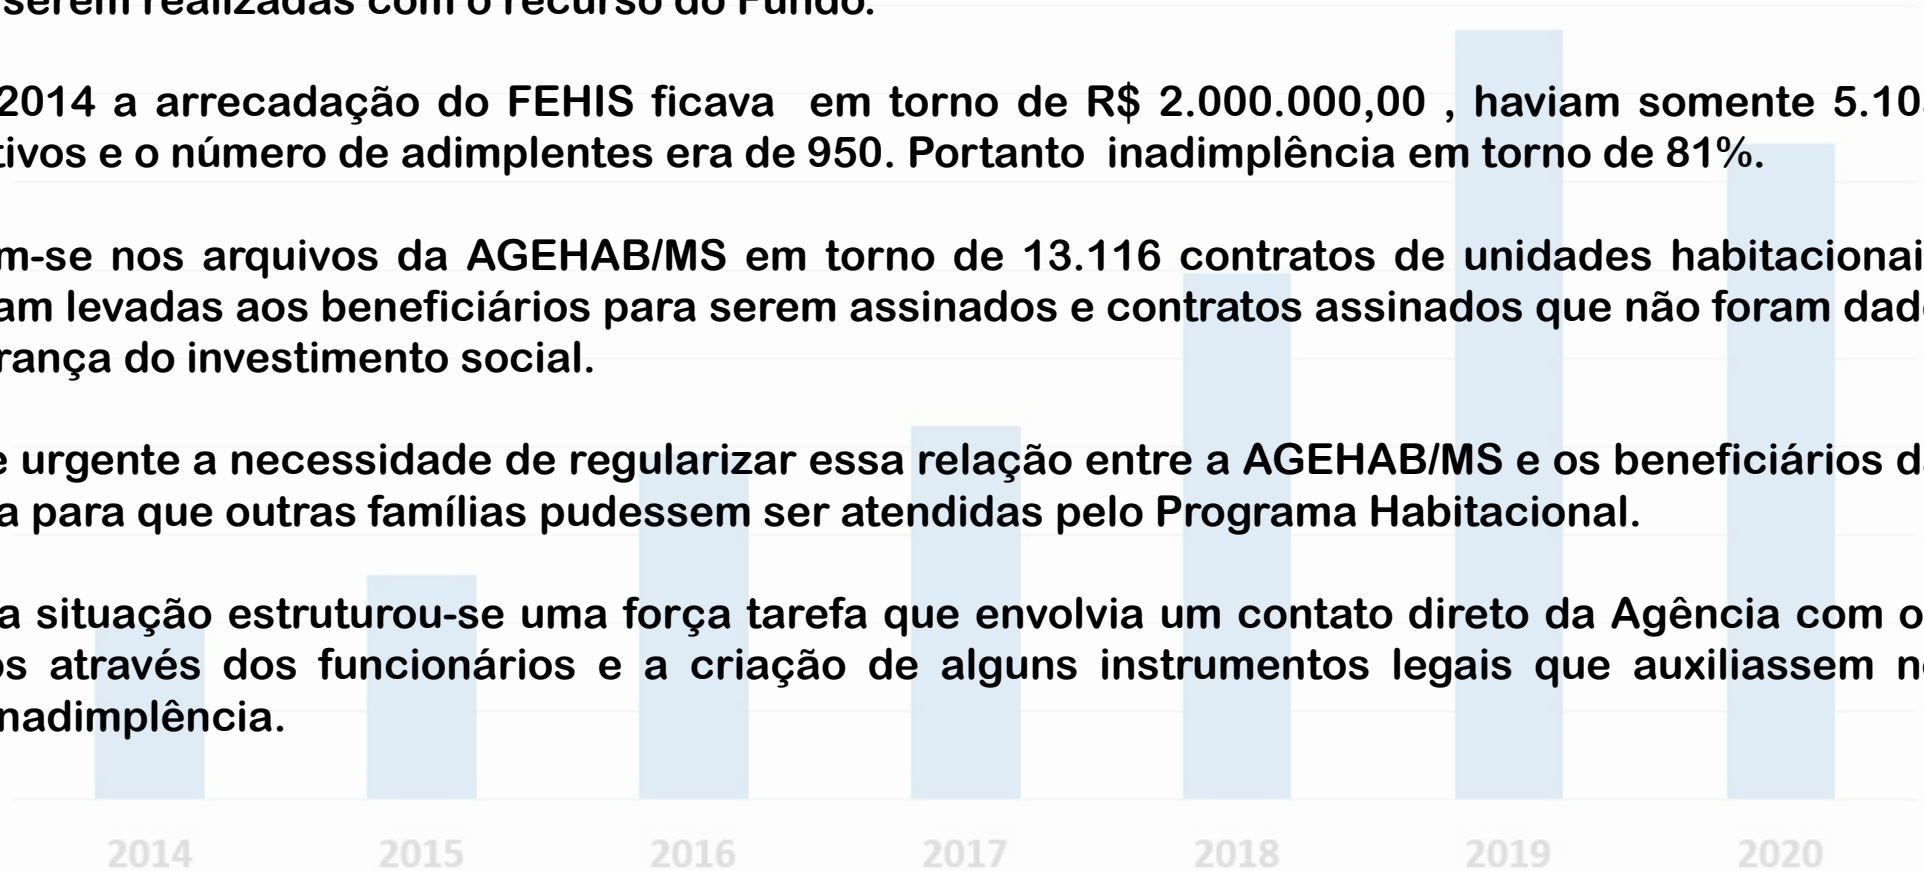 serem realizadas com o recurso do Fundo.
2014 a arrecadação do FEHIS ficava em torno de R$ 2.000.000,00 , haviam somente 5.10
tivos e o número de adimplentes era de 950. Portanto inadimplência em torno de 81%.
m-se nos arquivos da AGEHAB/MS em torno de 13.116 contratos de unidades habitacionai
am levadas aos beneficiários para serem assinados e contratos assinados que não foram dad
rança do investimento social.
e urgente a necessidade de regularizar essa relação entre a AGEHAB/MS e os beneficiários d
a para que outras famílias pudessem ser atendidas pelo Programa Habitacional.
a situação estruturou-se uma força tarefa que envolvia um contato direto da Agência com o
os através dos funcionários e a criação de alguns instrumentos legais que auxiliassem n
nadimplência.
2014 2015 2016 2017 2018 2019 2020